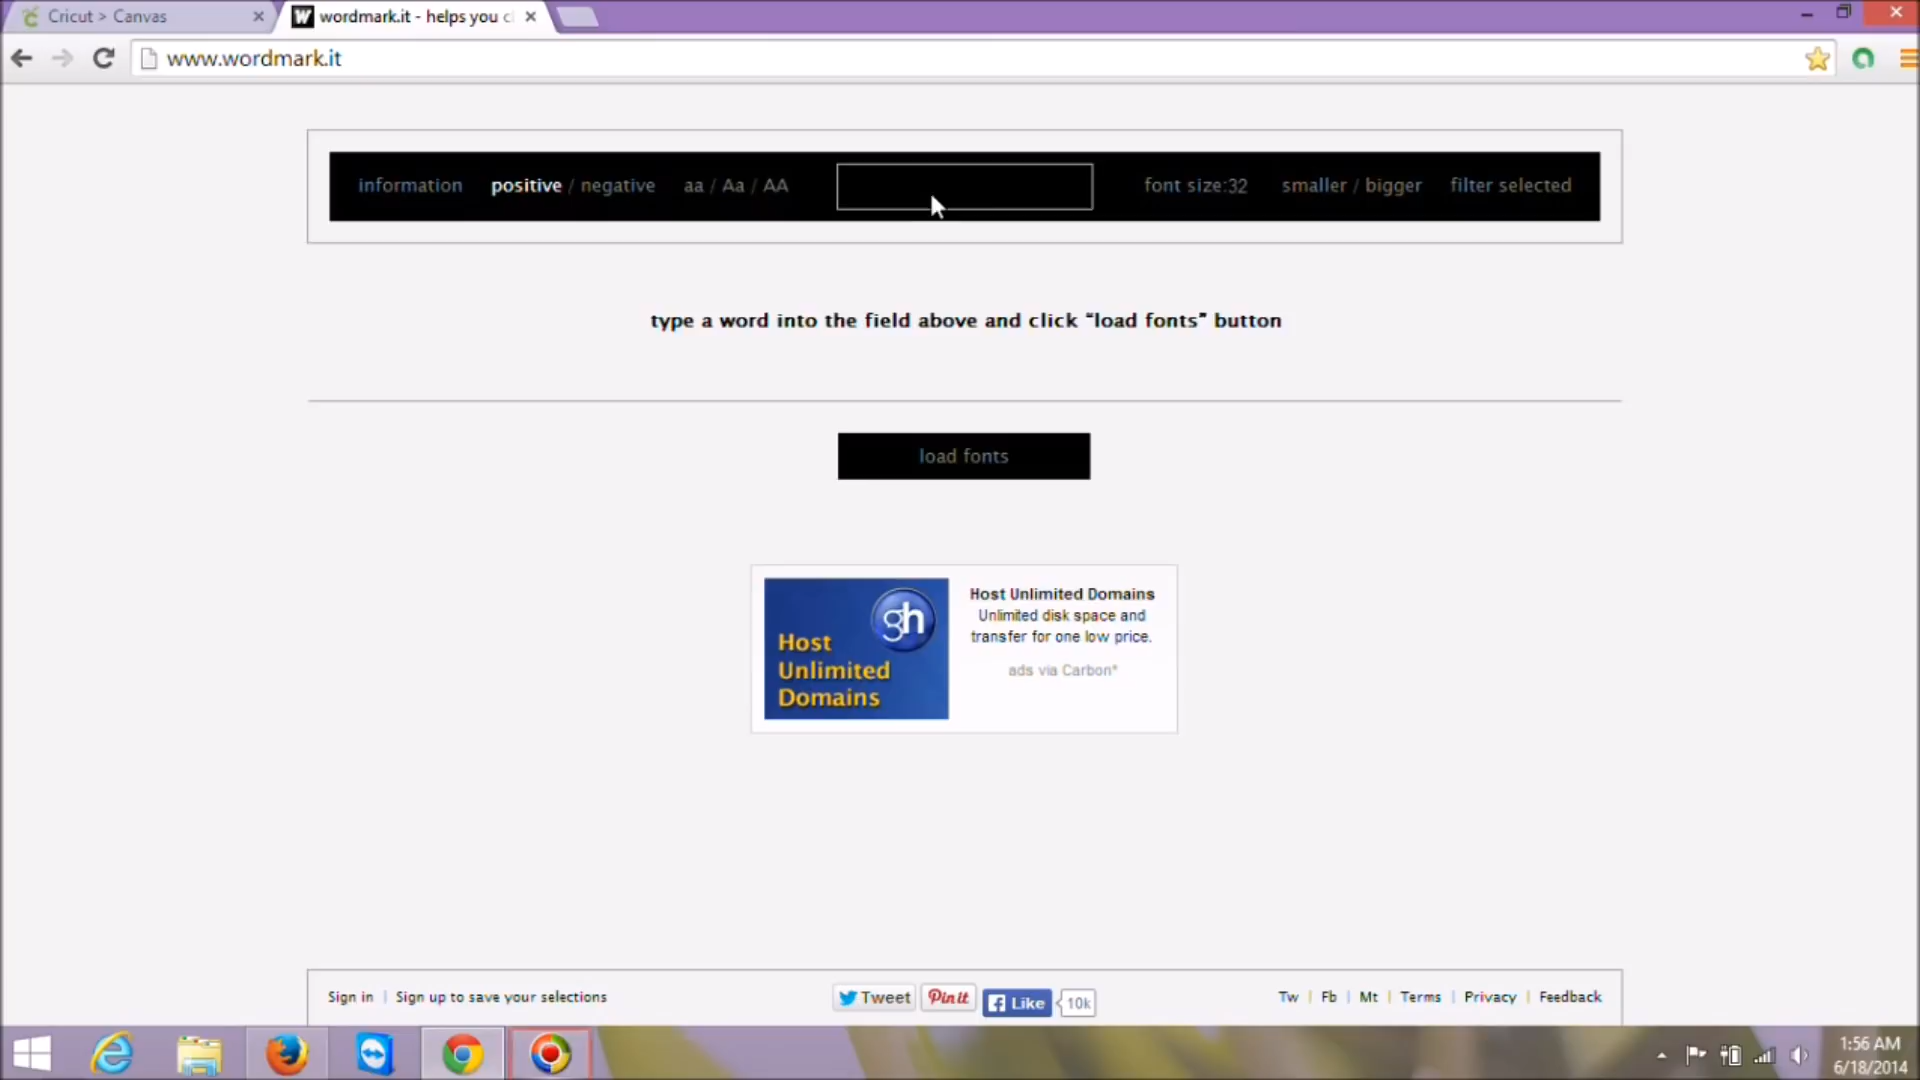 Cricut > Canvas
wordmark.it - helps you c
www.wordmark.it
information positive / negative aa / Aa / AA font size:32 smaller / bigger filter selected
type a word into the field above and click “load fonts” button
load fonts
gh
Host
Unlimited
Domains
Host Unlimited Domains
Unlimited disk space and
transfer for one low price.
ads via Carbon*
Sign in | Sign up to save your selections
Tweet
Pin it
Like
10k
Tw | Fb | Mt | Terms | Privacy | Feedback
1:56 AM
6/18/2014